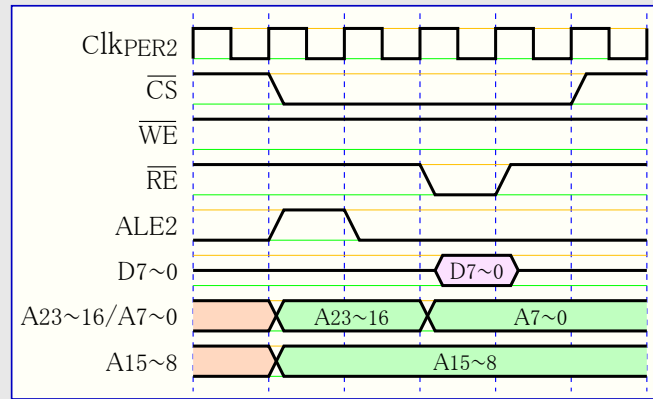 ClkPER2
CS
WE
RE
ALE2
D7~0 D7~0
A23~16/A7~0 A23~16 A7~0
A15~8 A15~8